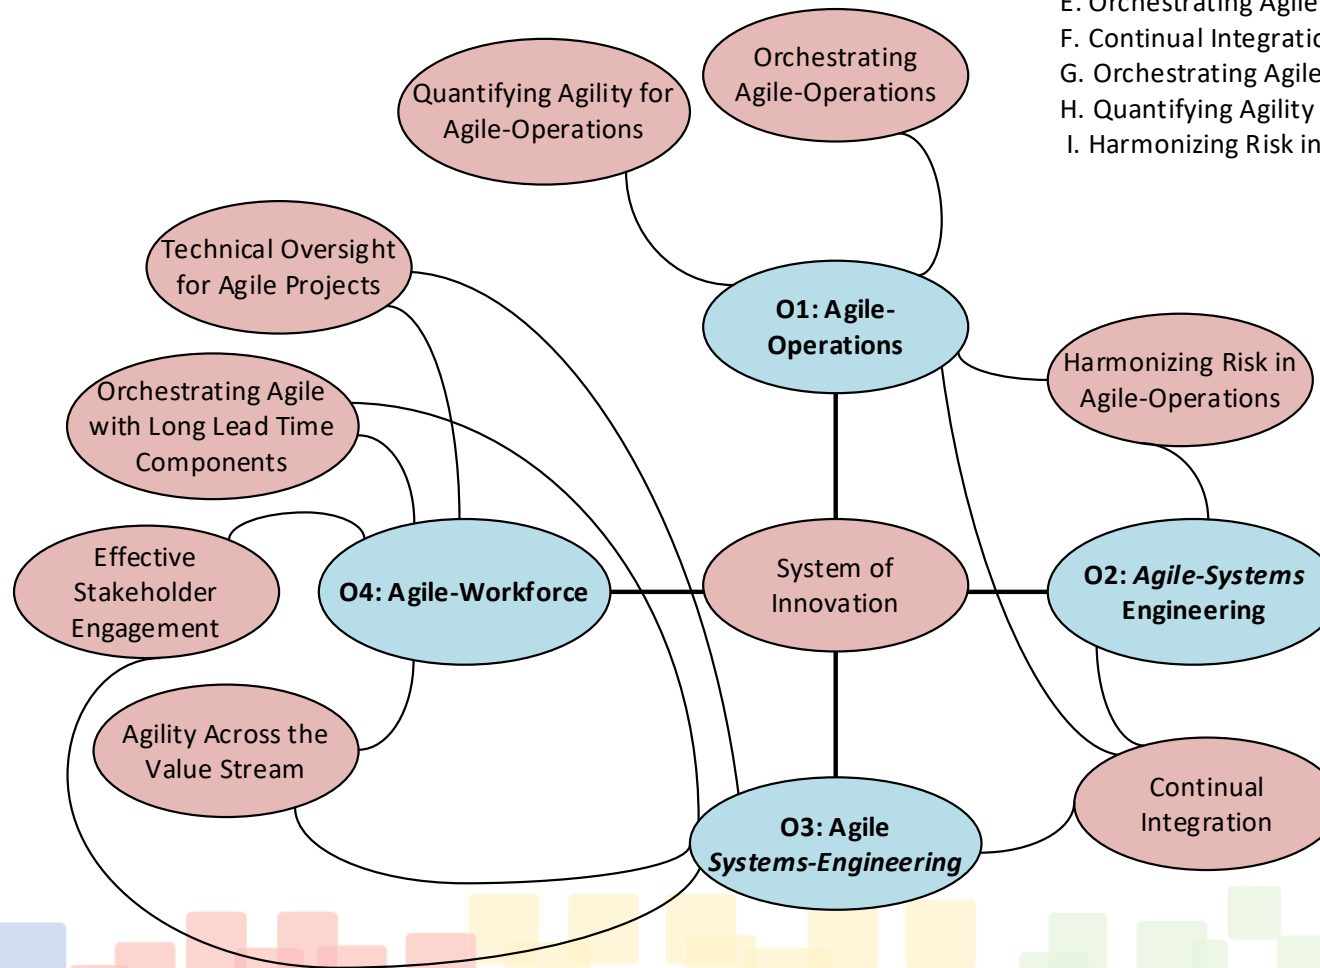 E. Orchestrating Agile
F. Continual Integratio
G. Orchestrating Agile
H. Quantifying Agility
I. Harmonizing Risk in
Orchestrating
Agile-Operations
Quantifying Agility for
Agile-Operations
Technical Oversight
for Agile Projects
O1: Agile-
Operations
Harmonizing Risk in
Agile-Operations
Orchestrating Agile
with Long Lead Time
Components
Effective
Stakeholder
Engagement
O4: Agile-Workforce
System of
Innovation
O2: Agile-Systems
Engineering
Agility Across the
Value Stream
O3: Agile
Systems-Engineering
Continual
Integration